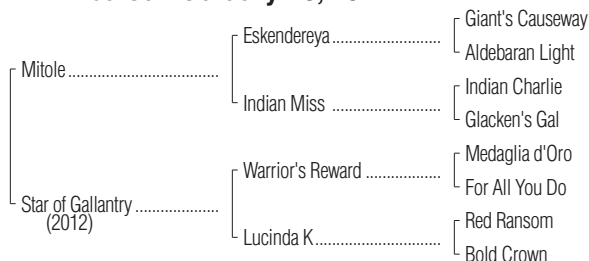 Giant's Causeway
Eskendereya
Aldebaran Light
Mitole
Indian Charlie
Indian Miss
Glacken's Gal
Medaglia d'Oro
Warrior's Reward
For All You Do
Star of Gallantry
(2012)
Red Ransom
Lucinda K
Bold Crown